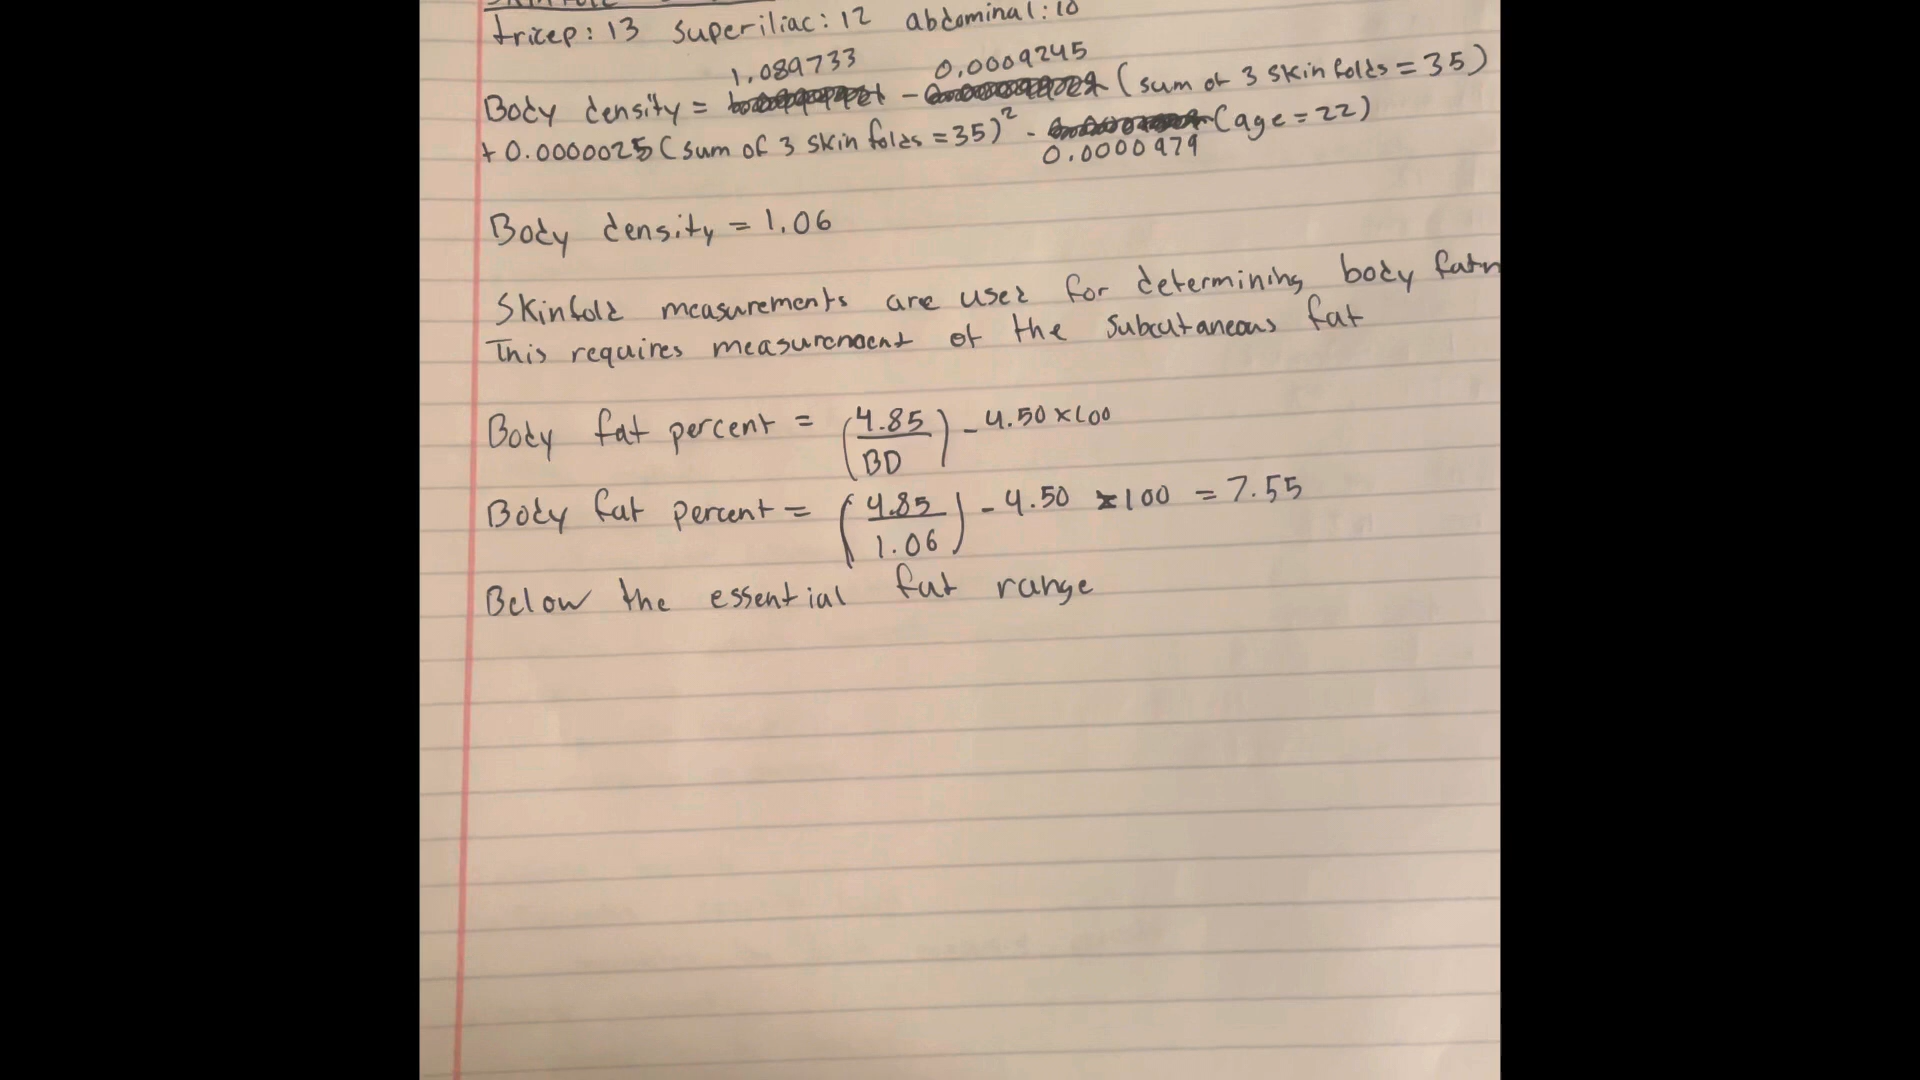 tricep: 13 superiliac: 12 abdominal: 10
1.089733 0.0009245
Body density = - (sum of 3 skin folds = 35)
+ 0.0000025 (sum of 3 skin folds = 35)² - (age = 22)
0.0000979
Body density = 1.06
Skinfold measurements are used for determining body fatn
This requires measurement of the subcutaneous fat
Body fat percent = (4.85/BD) - 4.50 x 100
Body fat percent = (4.85/1.06) - 4.50 x 100 = 7.55
Below the essential fat range